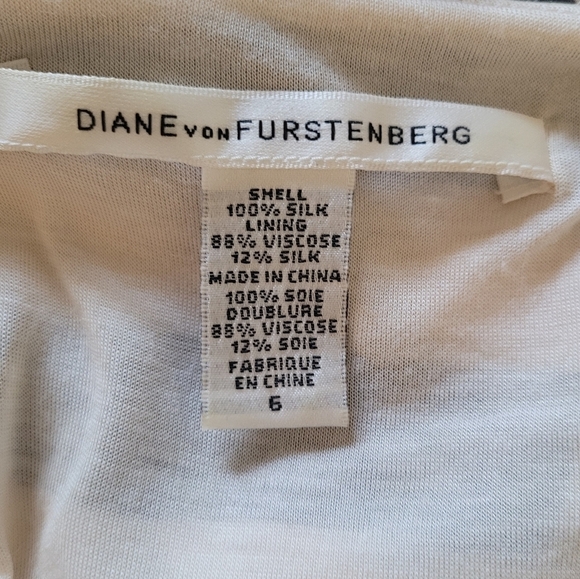 DIANE VON FURSTENBERG
SHELL
100% SILK
LINING
88% VISCOSE
12% SILK
MADE IN CHINA
100% SOIE
DOUBLURE
88% VISCOSE
12% SOIE
FABRIQUE
EN CHINE
6